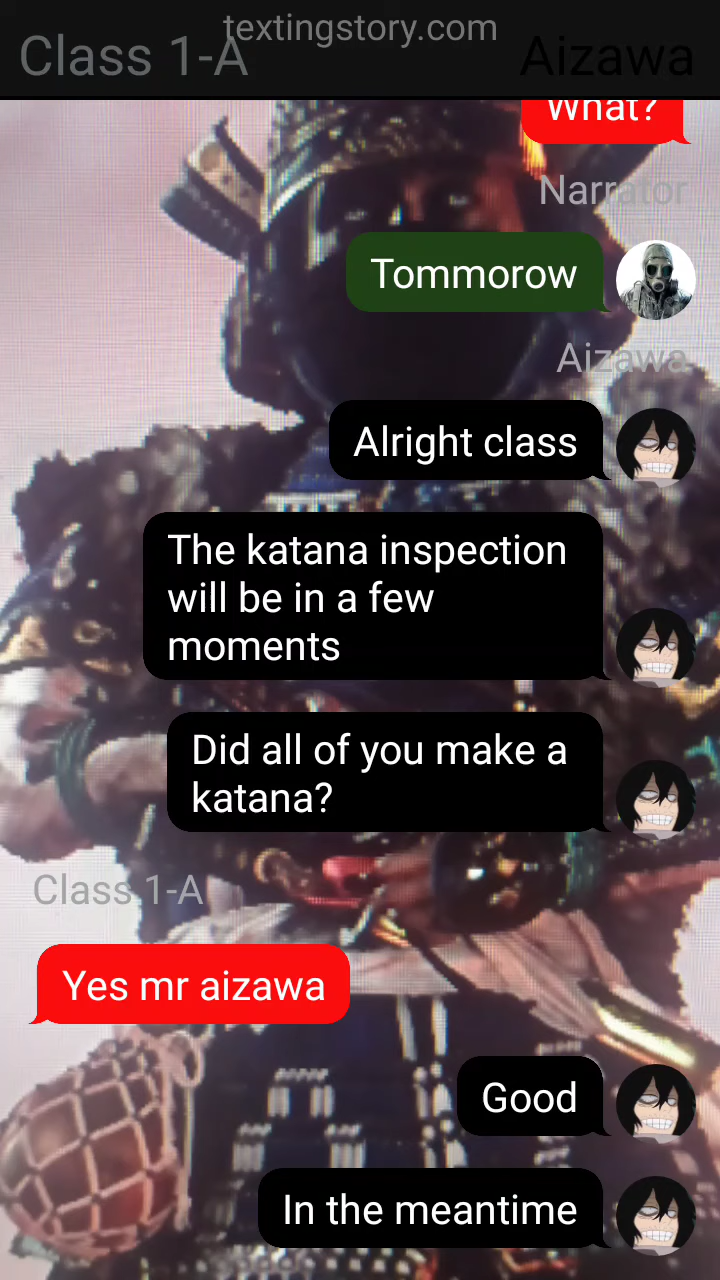 textingstory.com
Class 1-A
Aizawa
What?
Narrator
Tommorow
Aizawa
Alright class
The katana inspection
will be in a few
moments
Did all of you make a
katana?
Class 1-A
Yes mr aizawa
Good
In the meantime